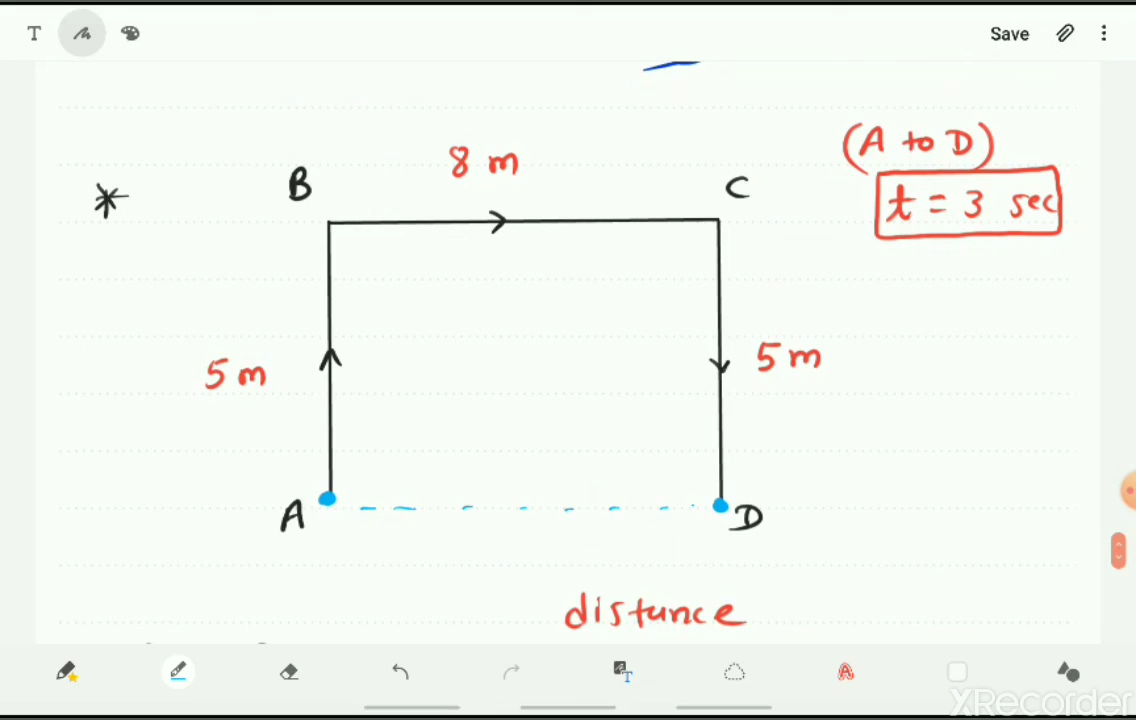 T
Save
(A to D)
8 m
B
C
t = 3 sec
*
5 m
5 m
A
D
distance
T
A
XRecorder